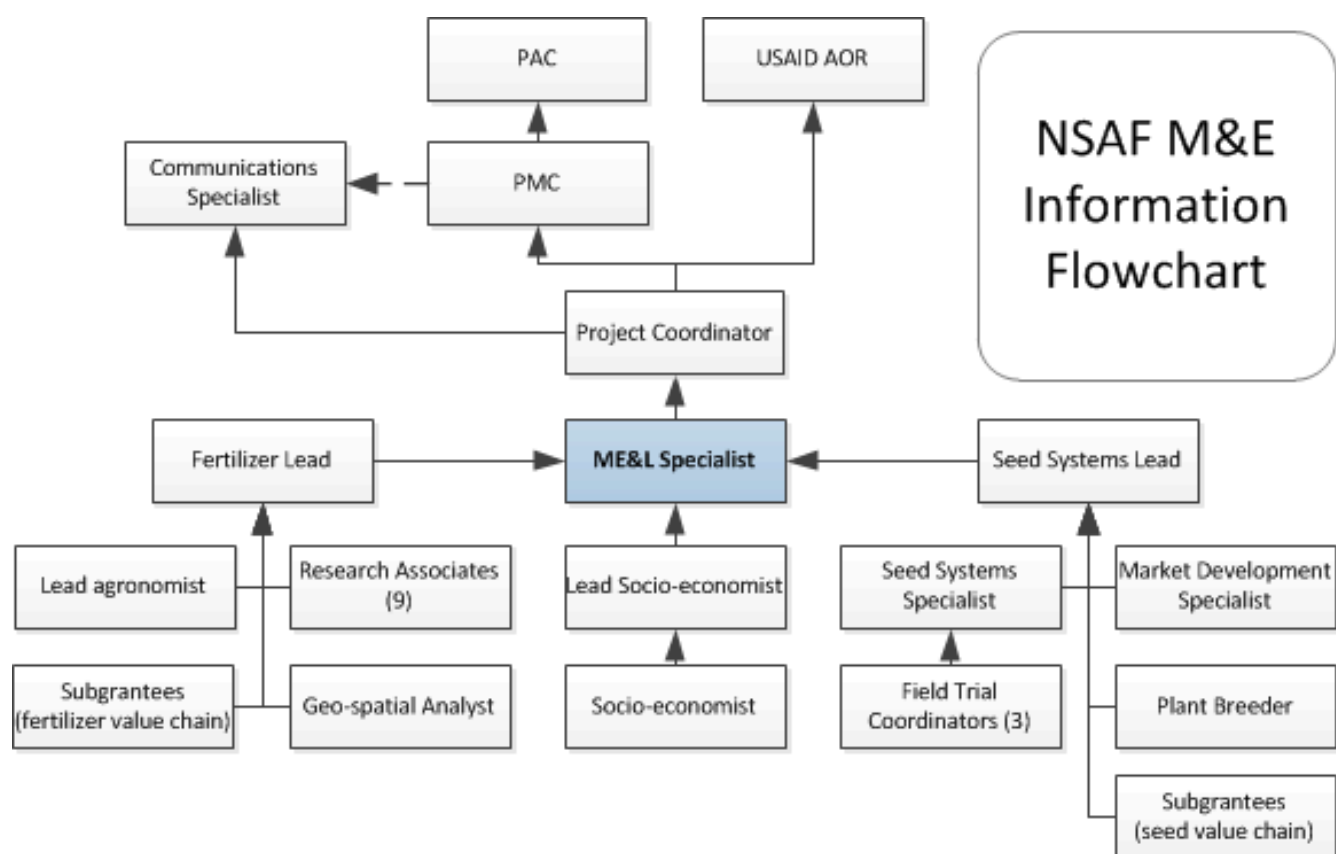 PAC
USAID AOR
NSAF M&E
Information
Flowchart
Communications
Specialist
PMC
Project Coordinator
Fertilizer Lead
ME&L Specialist
Seed Systems Lead
Lead agronomist
Research Associates
(9)
Lead Socio-economist
Seed Systems
Specialist
Market Development
Specialist
Subgrantees
(fertilizer value chain)
Geo-spatial Analyst
Socio-economist
Field Trial
Coordinators (3)
Plant Breeder
Subgrantees
(seed value chain)